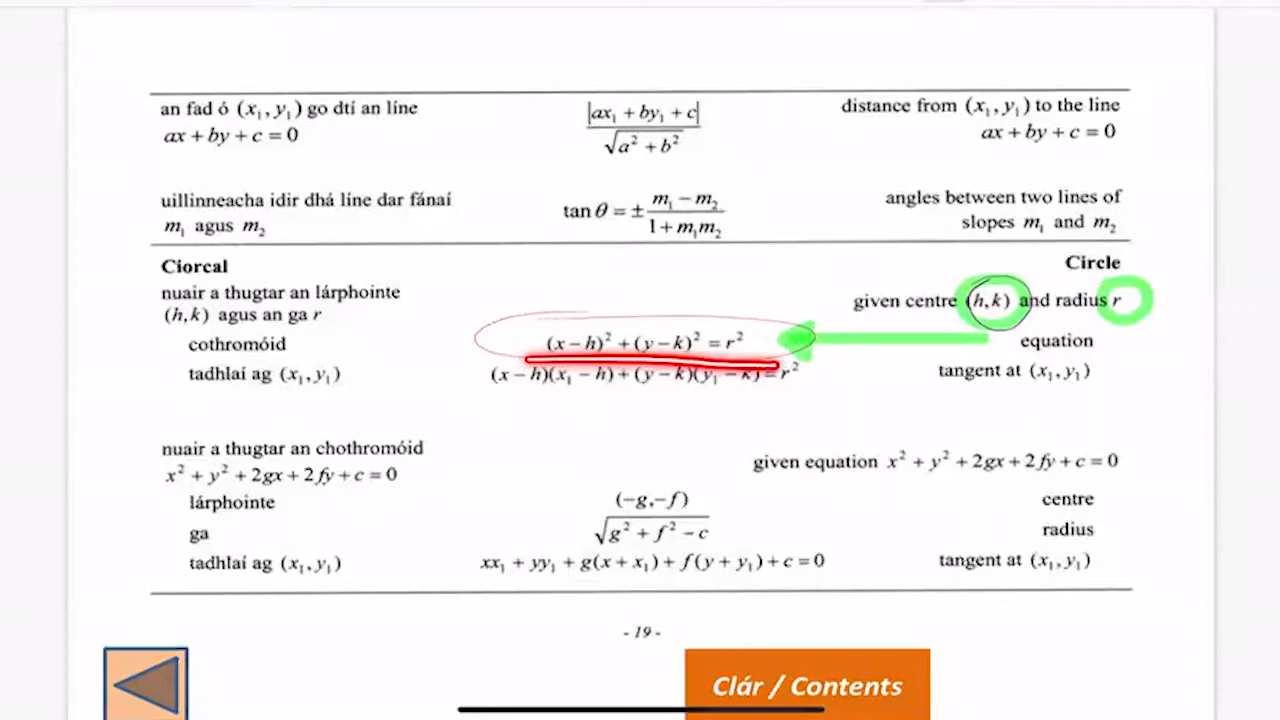 an fad ó (x₁, y₁) go dtí an líne
ax + by + c = 0
|ax₁ + by₁ + c|
√(a² + b²)
distance from (x₁, y₁) to the line
ax + by + c = 0
uillinneacha idir dhá líne dar fánaí
m₁ agus m₂
tan θ = ± (m₁ − m₂) / (1 + m₁m₂)
angles between two lines of
slopes m₁ and m₂
Ciorcal
Circle
nuair a thugtar an lárphointe
(h, k) agus an ga r
given centre (h, k) and radius r
cothromóid
(x − h)² + (y − k)² = r²
equation
tadhlaí ag (x₁, y₁)
(x − h)(x₁ − h) + (y − k)(y₁ − k) = r²
tangent at (x₁, y₁)
nuair a thugtar an chothromóid
x² + y² + 2gx + 2fy + c = 0
given equation x² + y² + 2gx + 2fy + c = 0
lárphointe
(−g, −f)
centre
ga
√(g² + f² − c)
radius
tadhlaí ag (x₁, y₁)
xx₁ + yy₁ + g(x + x₁) + f(y + y₁) + c = 0
tangent at (x₁, y₁)
- 19 -
Clár / Contents